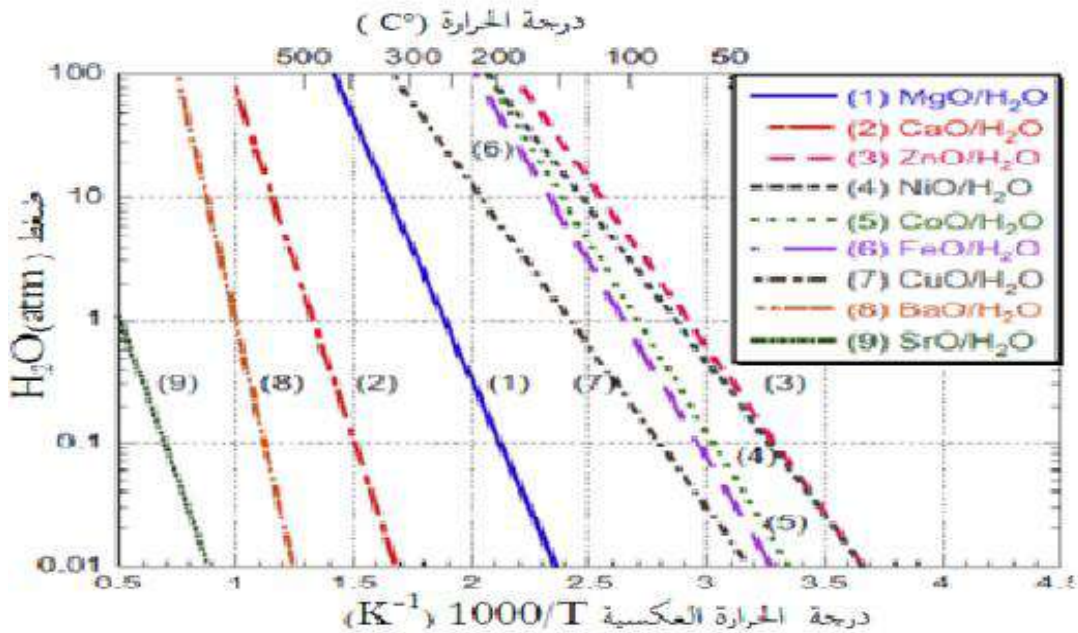 درجة الحرارة (C°)
500 300 200 100 50
100
10
1
0.1
0.01
ضغط H₂O(atm)
(1) MgO/H₂O
(2) CaO/H₂O
(3) ZnO/H₂O
(4) NiO/H₂O
(5) CoO/H₂O
(6) FeO/H₂O
(7) CuO/H₂O
(8) BaO/H₂O
(9) SrO/H₂O
(6)
(9) (8) (2) (1) (7) (3)
(4)
(5)
0.5 1 1.5 2 2.5 3 3.5 4 4.5
درجة الحرارة العكسية 1000/T (K⁻¹)